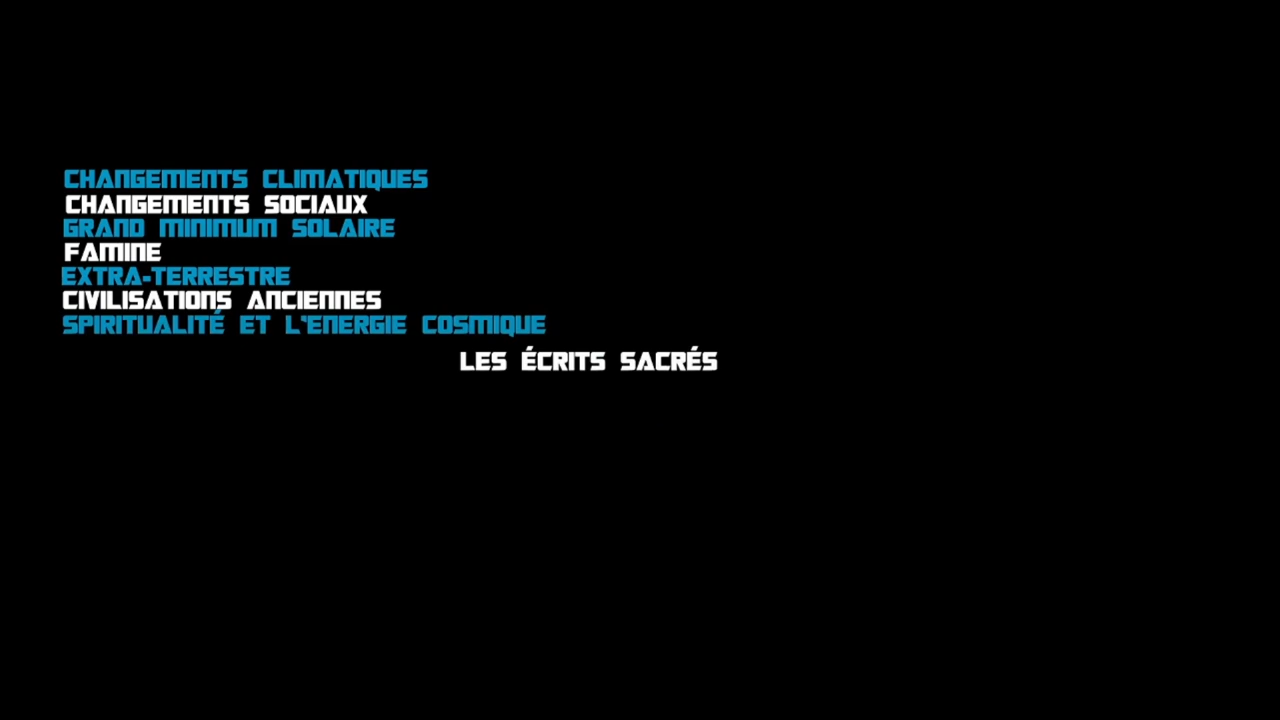 CHANGEMENTS CLIMATIQUES
CHANGEMENTS SOCIAUX
GRAND MINIMUM SOLAIRE
FAMINE
EXTRA-TERRESTRE
CIVILISATIONS ANCIENNES
SPIRITUALITÉ ET L'ENERGIE COSMIQUE
LES ÉCRITS SACRÉS